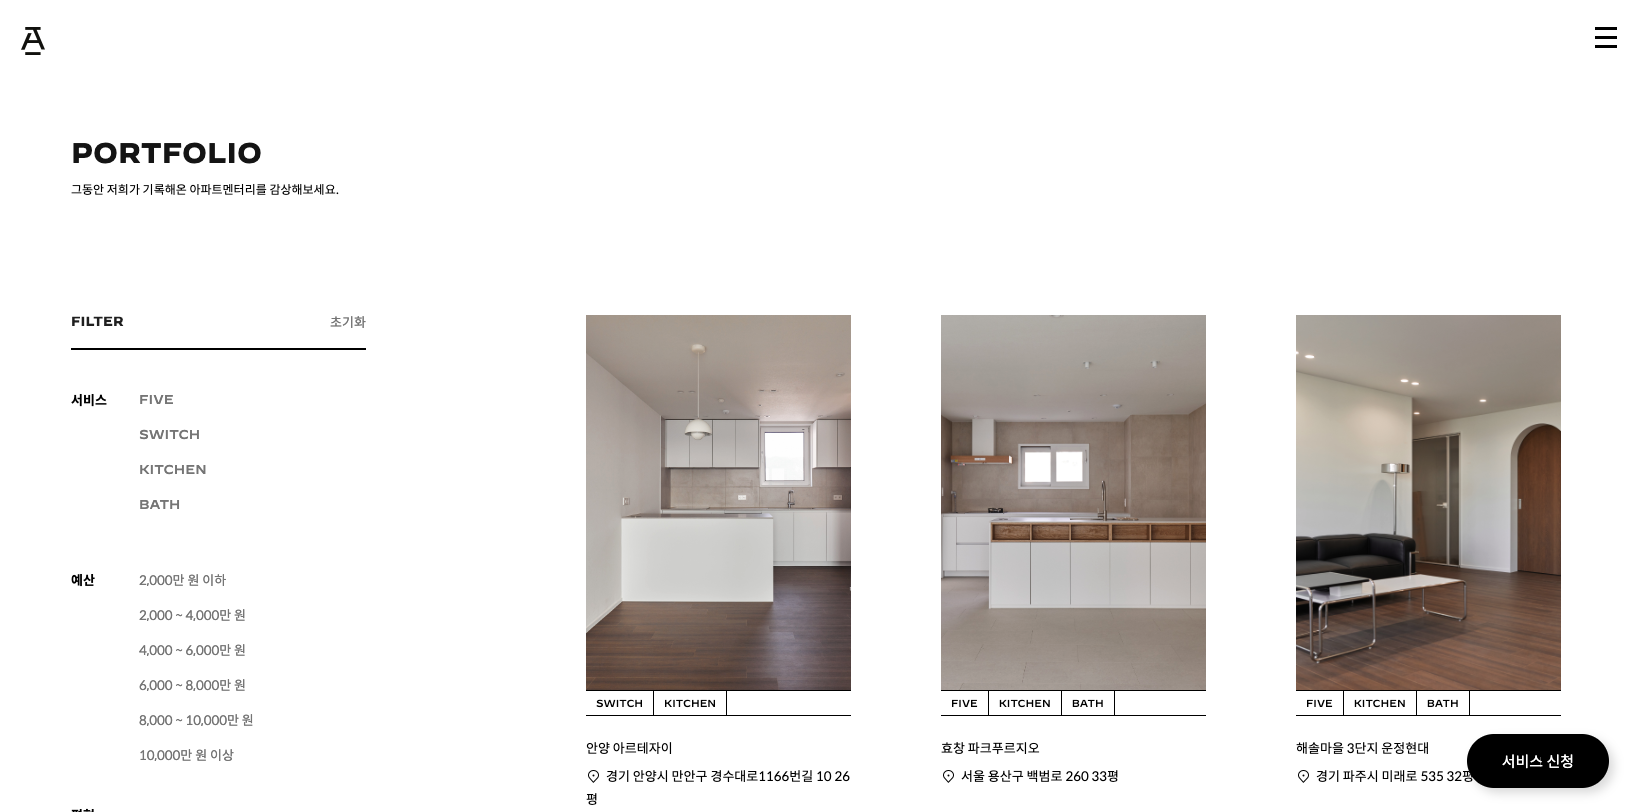 PORTFOLIO
그동안 저희가 기록해온 아파트멘터리를 감상해보세요.
FILTER
초기화
서비스
FIVE
SWITCH
KITCHEN
BATH
예산
2,000만 원 이하
2,000 ~ 4,000만 원
4,000 ~ 6,000만 원
6,000 ~ 8,000만 원
8,000 ~ 10,000만 원
10,000만 원 이상
SWITCH KITCHEN
안양 아르테자이
경기 안양시 만안구 경수대로1166번길 10 26
평
FIVE KITCHEN BATH
효창 파크푸르지오
서울 용산구 백범로 260 33평
FIVE KITCHEN BATH
해솔마을 3단지 운정현대
경기 파주시 미래로 535 32평
서비스 신청